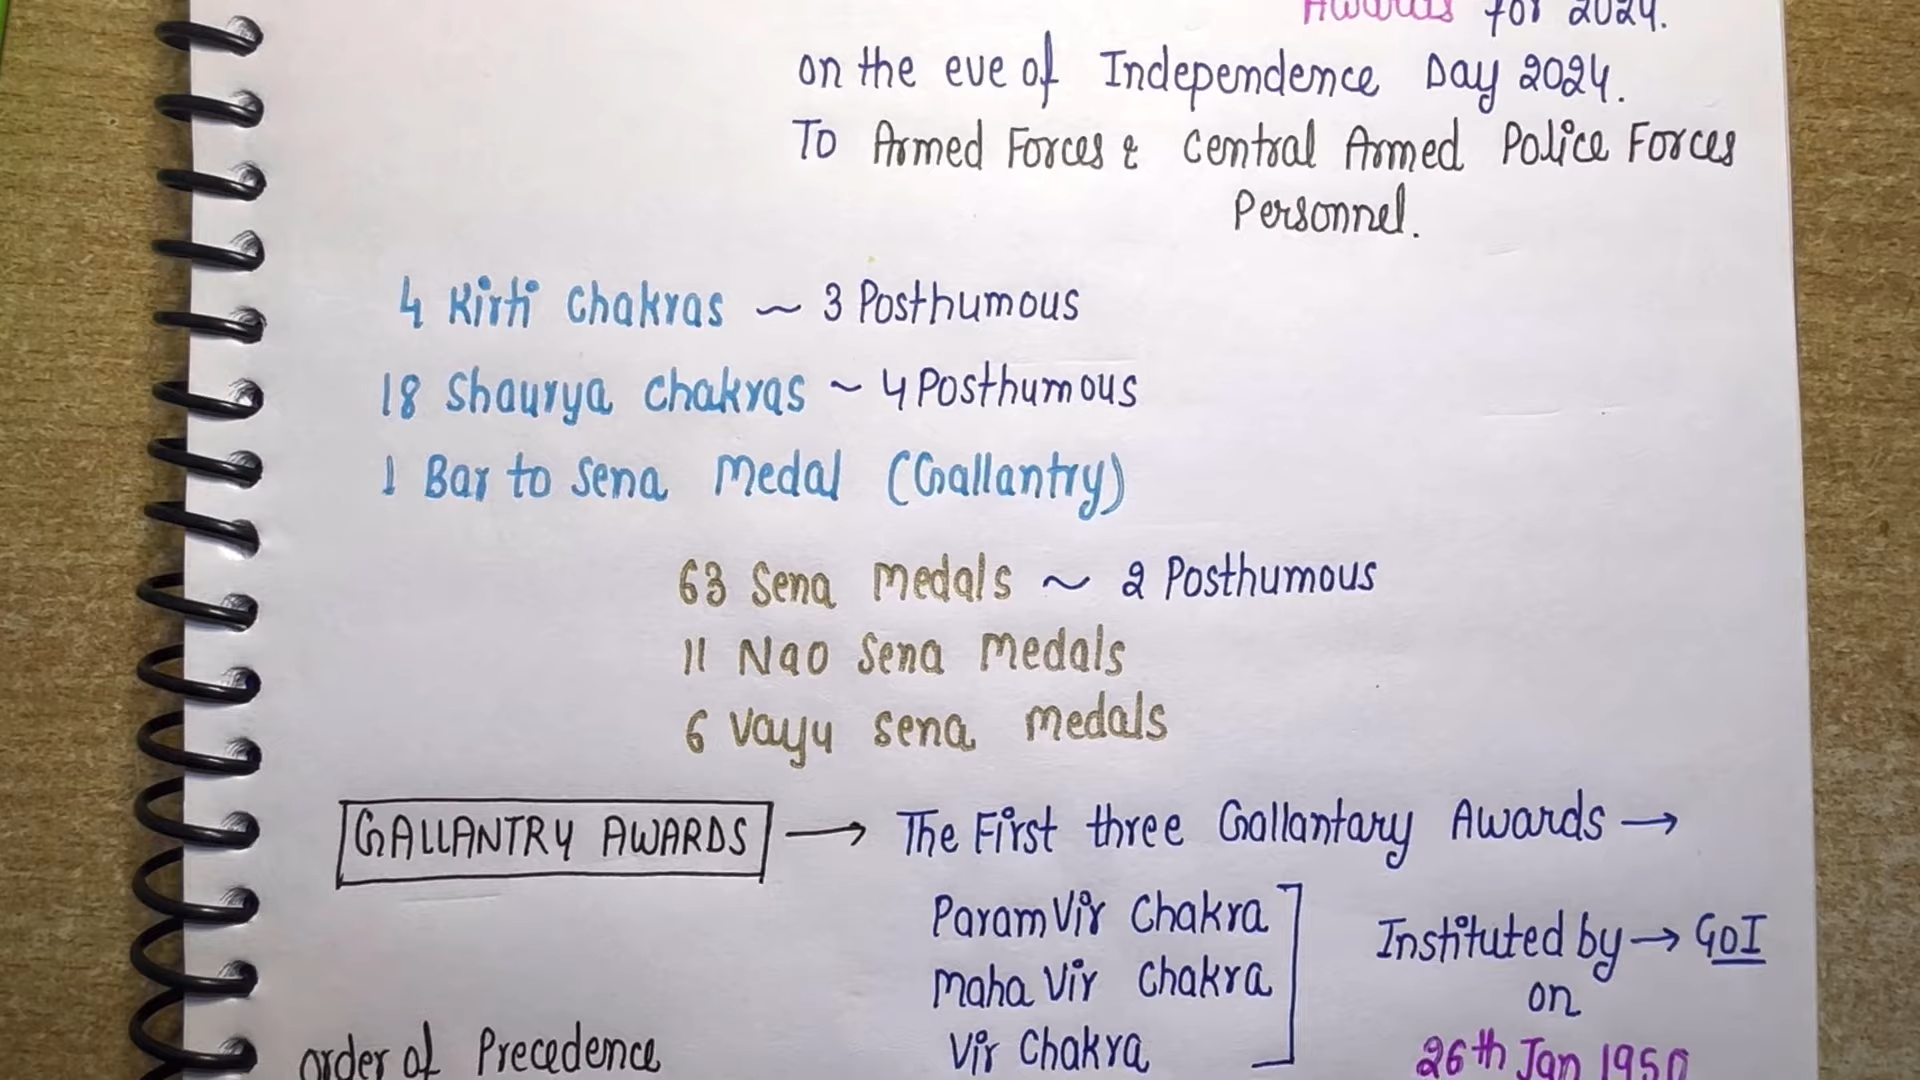 Awards for 2024.
on the eve of Independence Day 2024.
To Armed Forces & Central Armed Police Forces
Personnel.
4 Kirti Chakras ~ 3 Posthumous
18 Shaurya Chakras ~ 4 Posthumous
1 Bar to Sena Medal (Gallantry)
63 Sena Medals ~ 2 Posthumous
11 Nao Sena Medals
6 Vayu Sena Medals
GALLANTRY AWARDS → The First three Gallantary Awards →
Param Vir Chakra
Maha Vir Chakra
Vir Chakra
Instituted by → GOI
on
26th Jan 1950
order of Precedence